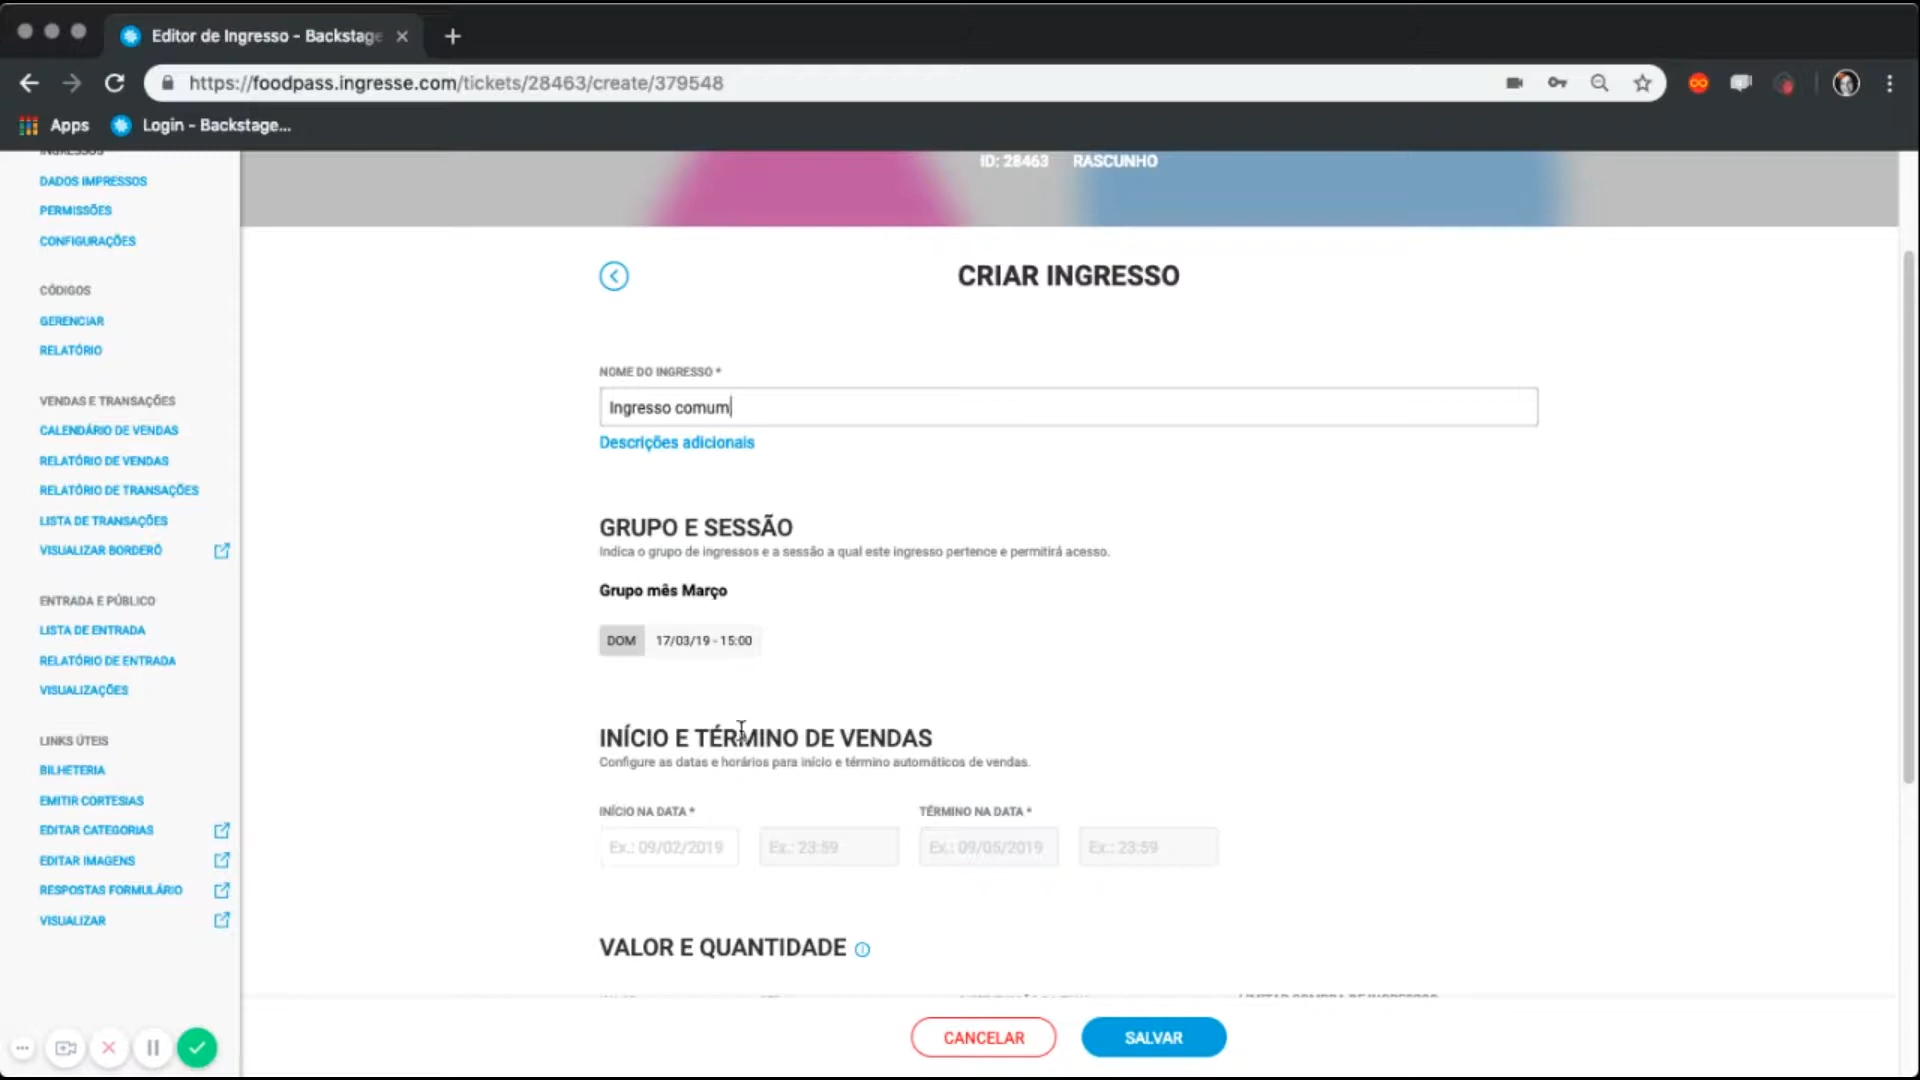 Editor de Ingresso - Backstage
https://foodpass.ingresse.com/tickets/28463/create/379548
Apps
Login - Backstage...
INGRESSOS
DADOS IMPRESSOS
PERMISSÕES
CONFIGURAÇÕES
CÓDIGOS
GERENCIAR
RELATÓRIO
VENDAS E TRANSAÇÕES
CALENDÁRIO DE VENDAS
RELATÓRIO DE VENDAS
RELATÓRIO DE TRANSAÇÕES
LISTA DE TRANSAÇÕES
VISUALIZAR BORDERÔ
ENTRADA E PÚBLICO
LISTA DE ENTRADA
RELATÓRIO DE ENTRADA
VISUALIZAÇÕES
LINKS ÚTEIS
BILHETERIA
EMITIR CORTESIAS
EDITAR CATEGORIAS
EDITAR IMAGENS
RESPOSTAS FORMULÁRIO
VISUALIZAR
ID: 28463 RASCUNHO
CRIAR INGRESSO
NOME DO INGRESSO *
Ingresso comum
Descrições adicionais
GRUPO E SESSÃO
Indica o grupo de ingressos e a sessão a qual este ingresso pertence e permitirá acesso.
Grupo mês Março
DOM 17/03/19 - 15:00
INÍCIO E TÉRMINO DE VENDAS
Configure as datas e horários para início e término automáticos de vendas.
INÍCIO NA DATA * TÉRMINO NA DATA *
Ex.: 09/02/2019 Ex.: 23:59 Ex.: 09/05/2019 Ex.: 23:59
VALOR E QUANTIDADE
CANCELAR SALVAR